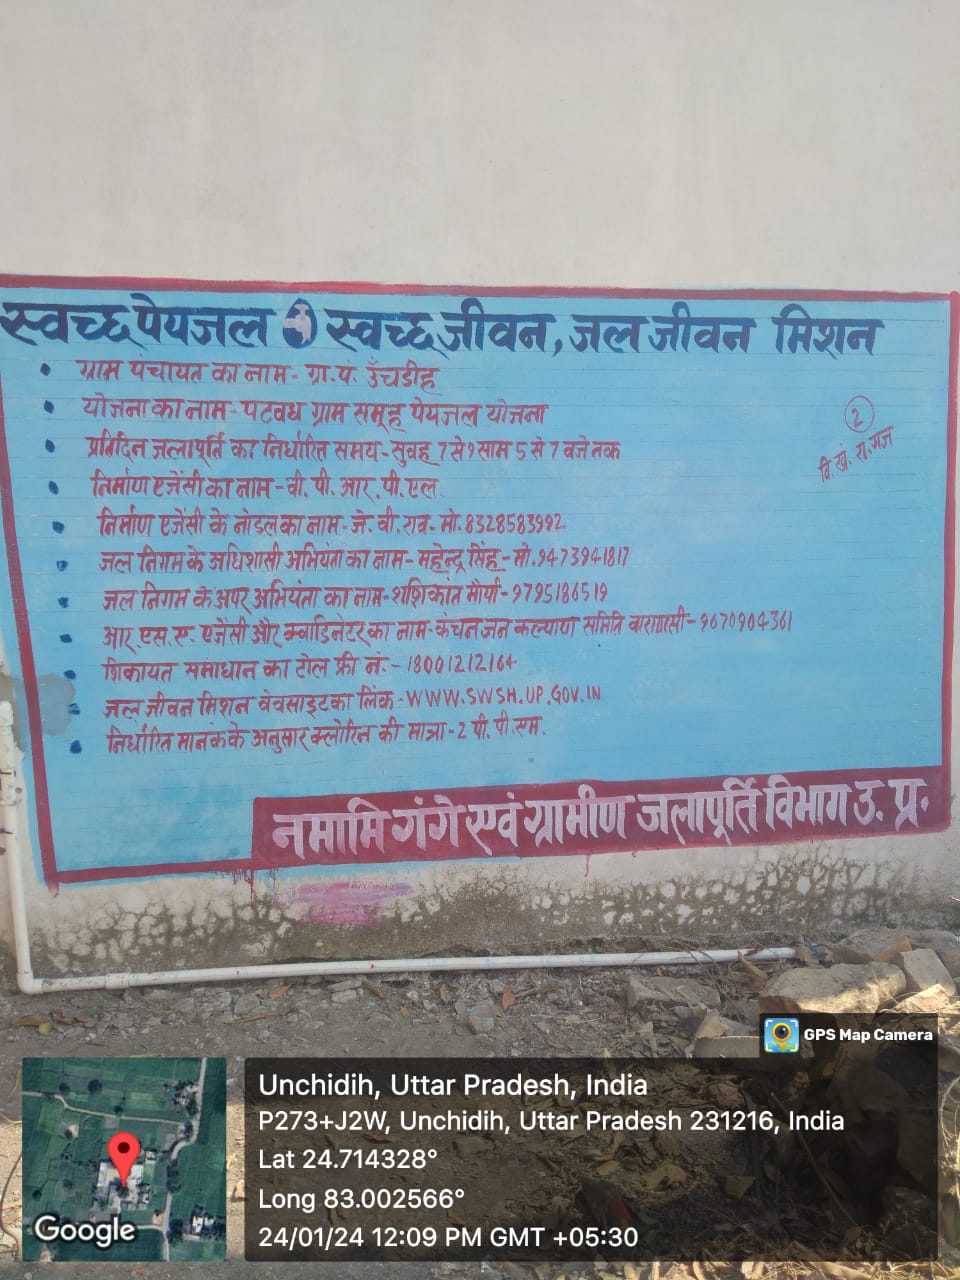 स्वच्छ पेयजल स्वच्छ जीवन, जल जीवन मिशन
• ग्राम पंचायत का नाम- ग्रा.पं. उँचडीह
• योजना का नाम- पटवध ग्राम समूह पेयजल योजना
• प्रतिदिन जलापूर्ति का निर्धारित समय- सुवह 7 से 9 साम 5 से 7 वजे तक
• निर्माण एजेंसी का नाम- वी. पी. आर. पी. एल.
• निर्माण एजेंसी के नोडल का नाम- जे. वी. राव- मो. 8328583992
• जल निगम के अधिशासी अभियंता का नाम- महेन्द्र सिंह- मो. 9473941817
• जल निगम के अपर अभियंता का नाम- शशिकांत मौर्या- 9795186519
• आर. एस. ए. एजेंसी और क्वाडिनेटर का नाम- कंचन जन कल्याण समिति वाराणसी- 9670904361
• शिकायत समाधान का टोल फ्री नं.- 18001212164
• जल जीवन मिशन वेवसाइट का लिंक- WWW.SWSH.UP.GOV.IN
• निर्धारित मानक के अनुसार क्लोरिन की मात्रा- 2 पी. पी. एम.
2
वि. खं. रा. गंज
नमामि गंगे एवं ग्रामीण जलापूर्ति विभाग उ. प्र.
GPS Map Camera
Unchidih, Uttar Pradesh, India
P273+J2W, Unchidih, Uttar Pradesh 231216, India
Lat 24.714328°
Long 83.002566°
24/01/24 12:09 PM GMT +05:30
Google